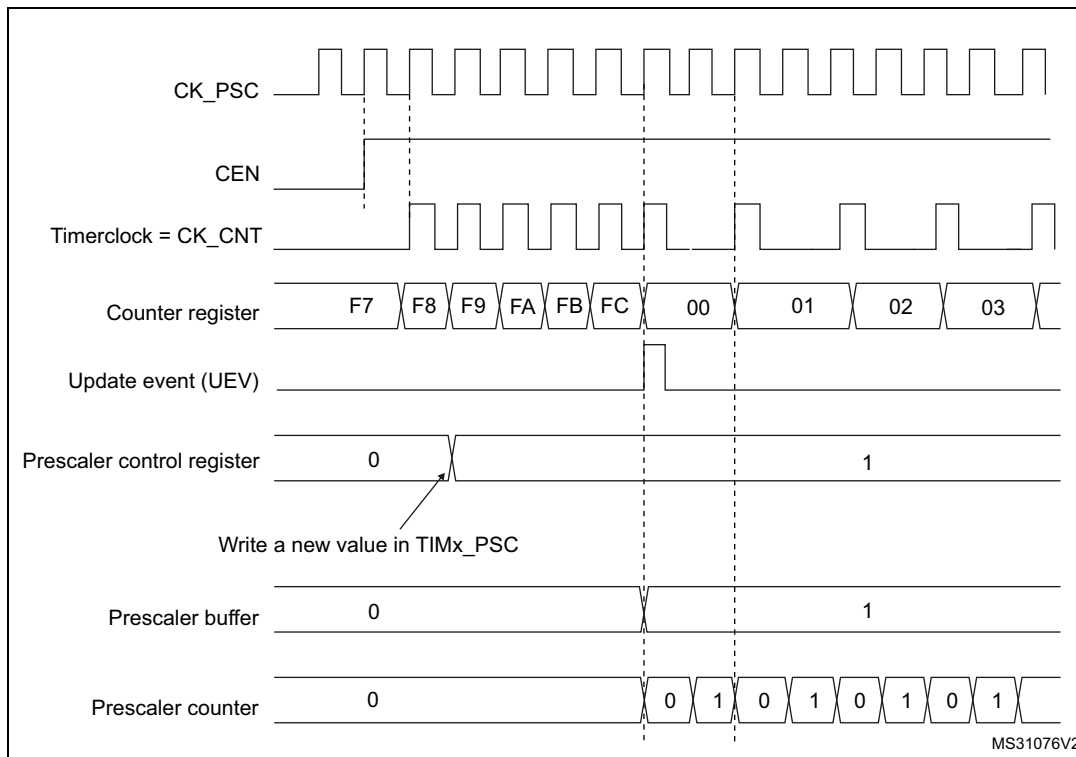 CK_PSC
CEN
Timerclock = CK_CNT
Counter register F7 F8 F9 FA FB FC 00 01 02 03
Update event (UEV)
Prescaler control register 0 1
Write a new value in TIMx_PSC
Prescaler buffer 0 1
Prescaler counter 0 0 1 0 1 0 1 0 1
MS31076V2